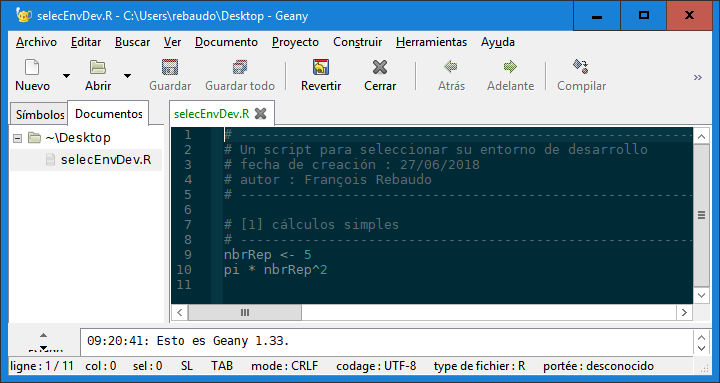 selecEnvDev.R - C:\Users\rebaudo\Desktop - Geany
Archivo Editar Buscar Ver Documento Proyecto Construir Herramientas Ayuda
Nuevo Abrir Guardar Guardar todo Revertir Cerrar Atrás Adelante Compilar
Símbolos Documentos selecEnvDev.R
~\Desktop
selecEnvDev.R
1 # ------------------------------------------------------------
2 # Un script para seleccionar su entorno de desarrollo
3 # fecha de creación : 27/06/2018
4 # autor : François Rebaudo
5 # ------------------------------------------------------------
6
7 # [1] cálculos simples
8 # ------------------------------------------------------------
9 nbrRep <- 5
10 pi * nbrRep^2
11
09:20:41: Esto es Geany 1.33.
ligne : 1 / 11 col : 0 sel : 0 SL TAB mode : CRLF codage : UTF-8 type de fichier : R portée : desconocido